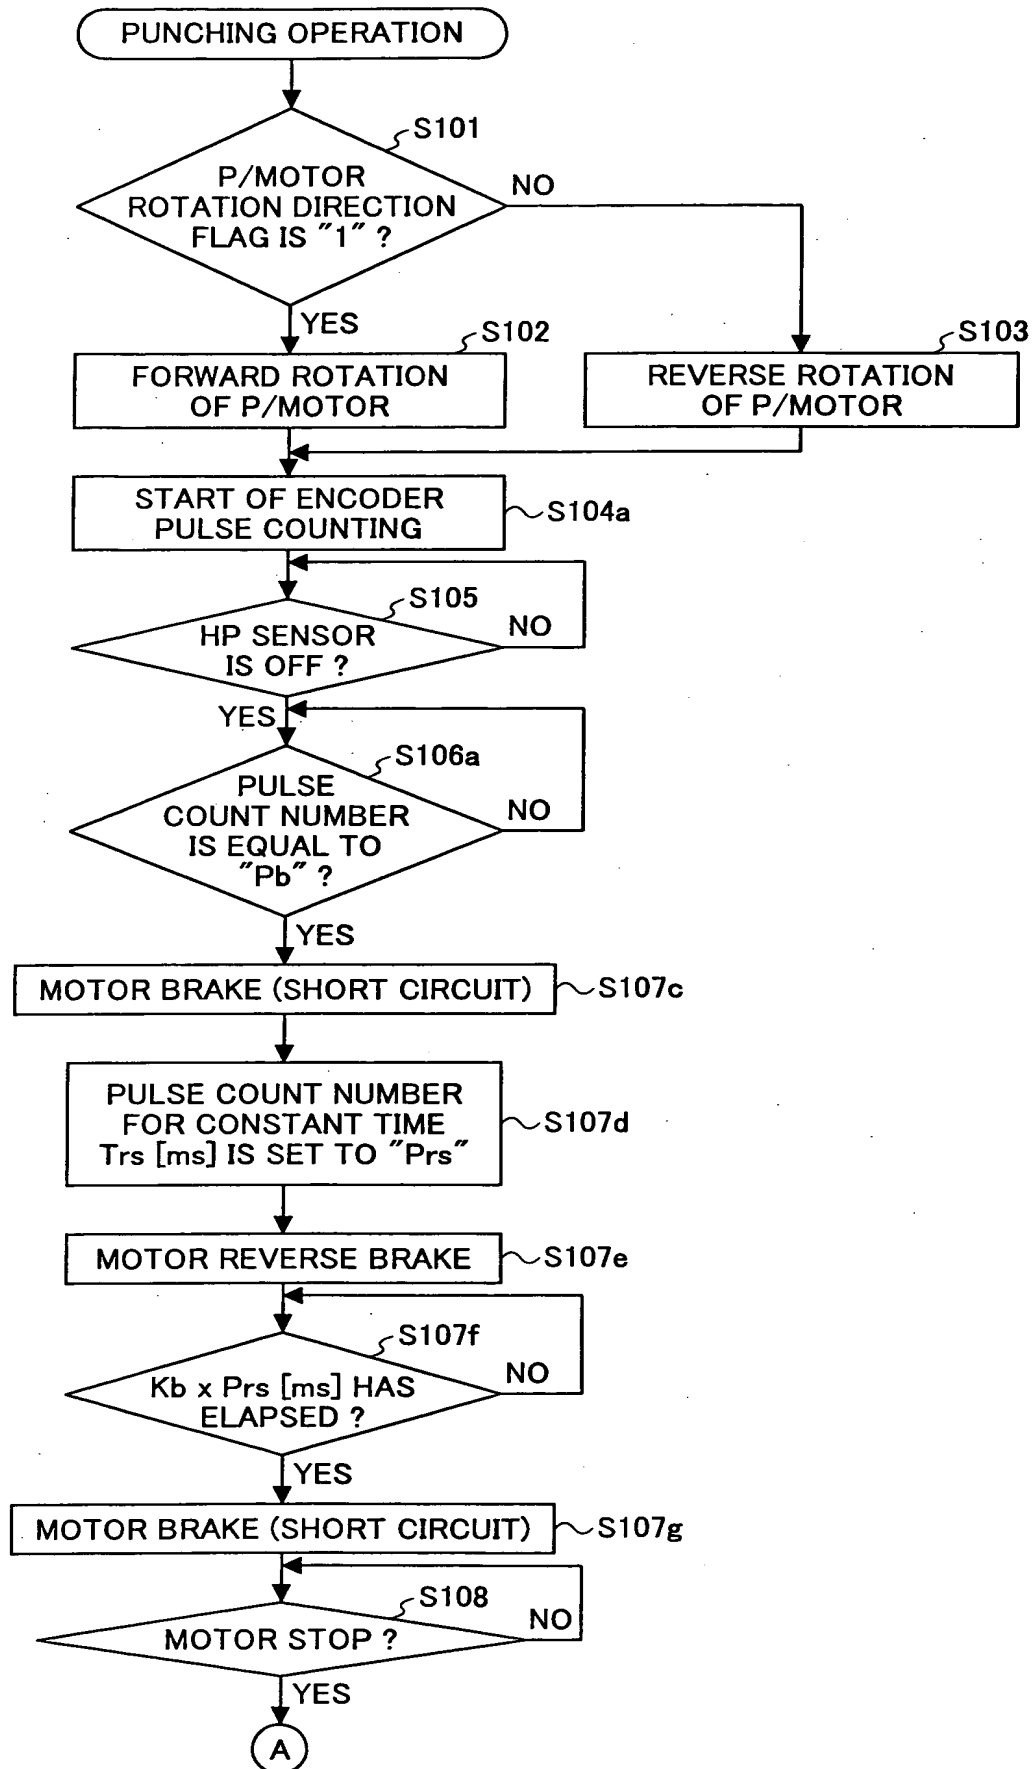 PUNCHING OPERATION
S101
P/MOTOR
ROTATION DIRECTION
FLAG IS "1" ?
NO
YES
S102
FORWARD ROTATION
OF P/MOTOR
S103
REVERSE ROTATION
OF P/MOTOR
START OF ENCODER
PULSE COUNTING
S104a
S105
HP SENSOR
IS OFF ?
NO
YES
S106a
PULSE
COUNT NUMBER
IS EQUAL TO
"Pb" ?
NO
YES
MOTOR BRAKE (SHORT CIRCUIT)
S107c
PULSE COUNT NUMBER
FOR CONSTANT TIME
Trs [ms] IS SET TO "Prs"
S107d
MOTOR REVERSE BRAKE
S107e
S107f
Kb x Prs [ms] HAS
ELAPSED ?
NO
YES
MOTOR BRAKE (SHORT CIRCUIT)
S107g
S108
MOTOR STOP ?
NO
YES
A